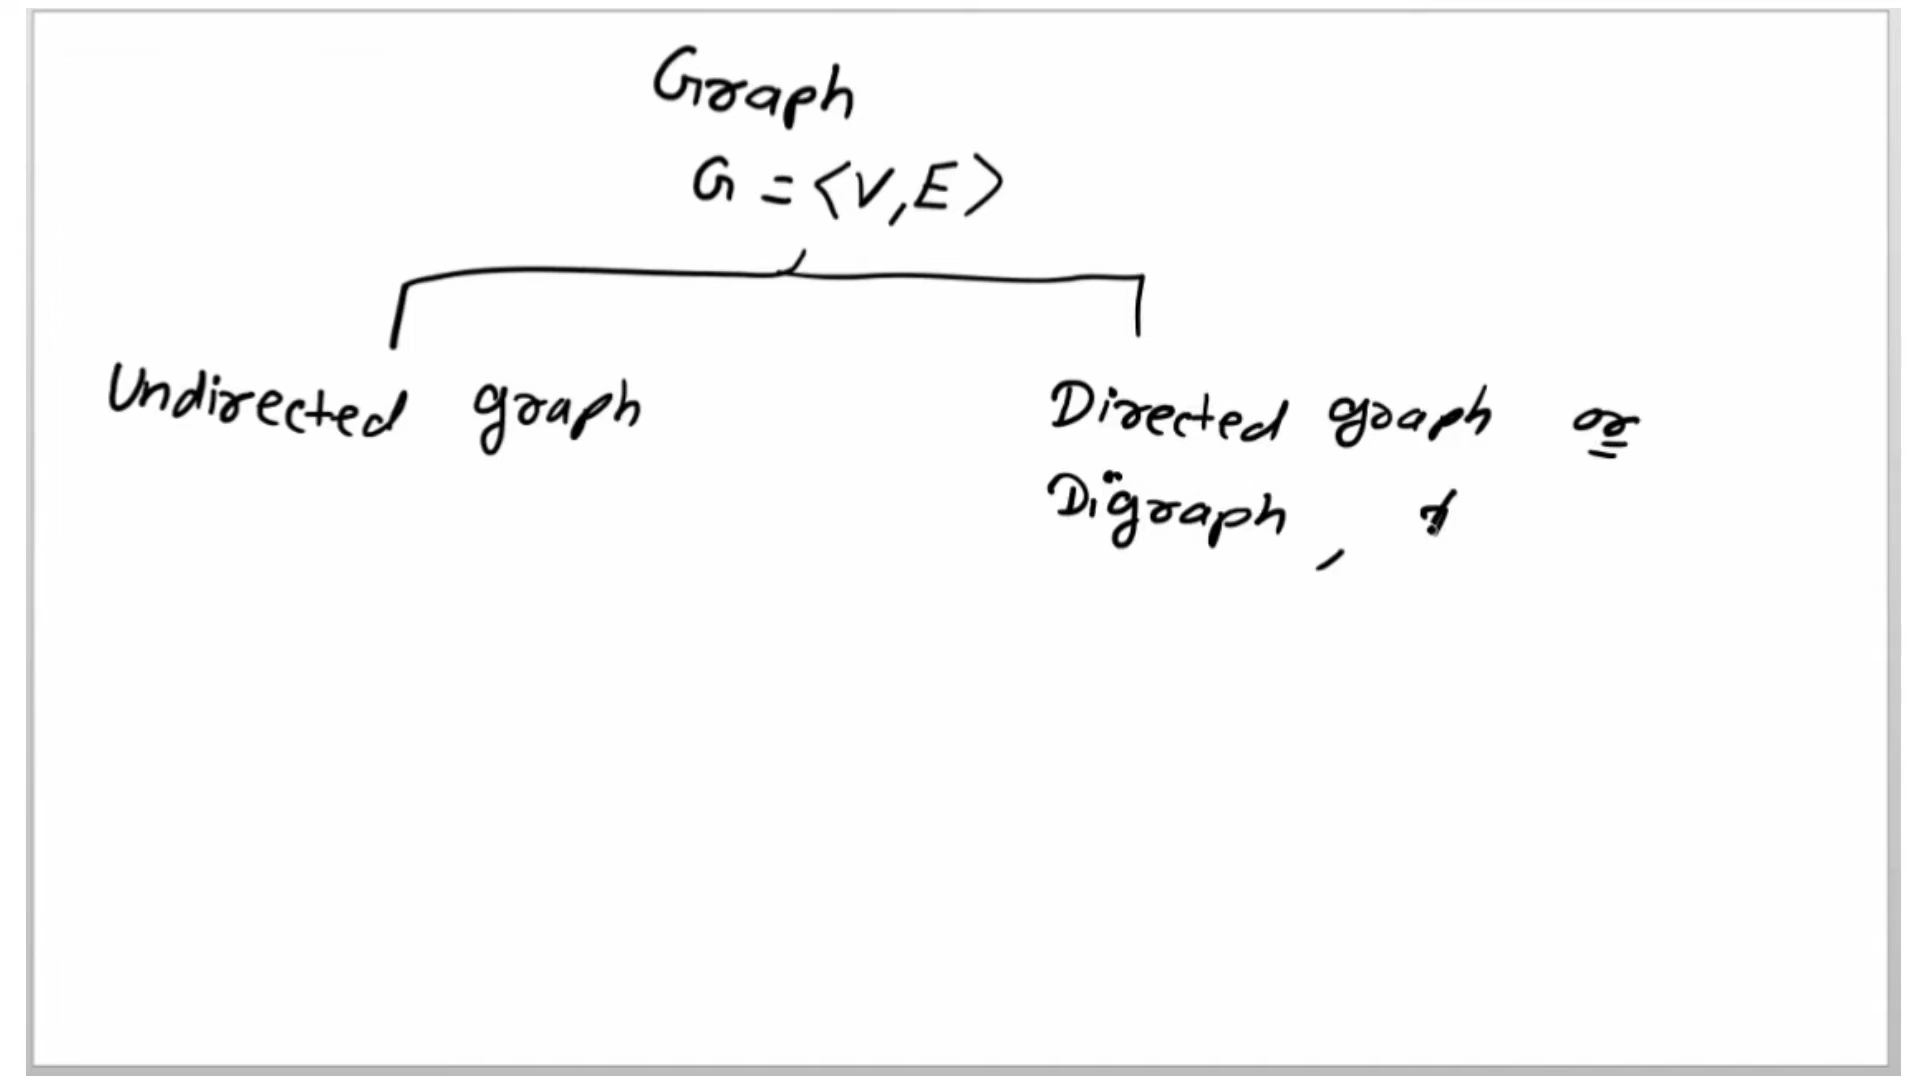 Graph
G = <V, E>
Undirected graph
Directed graph or
Digraph,